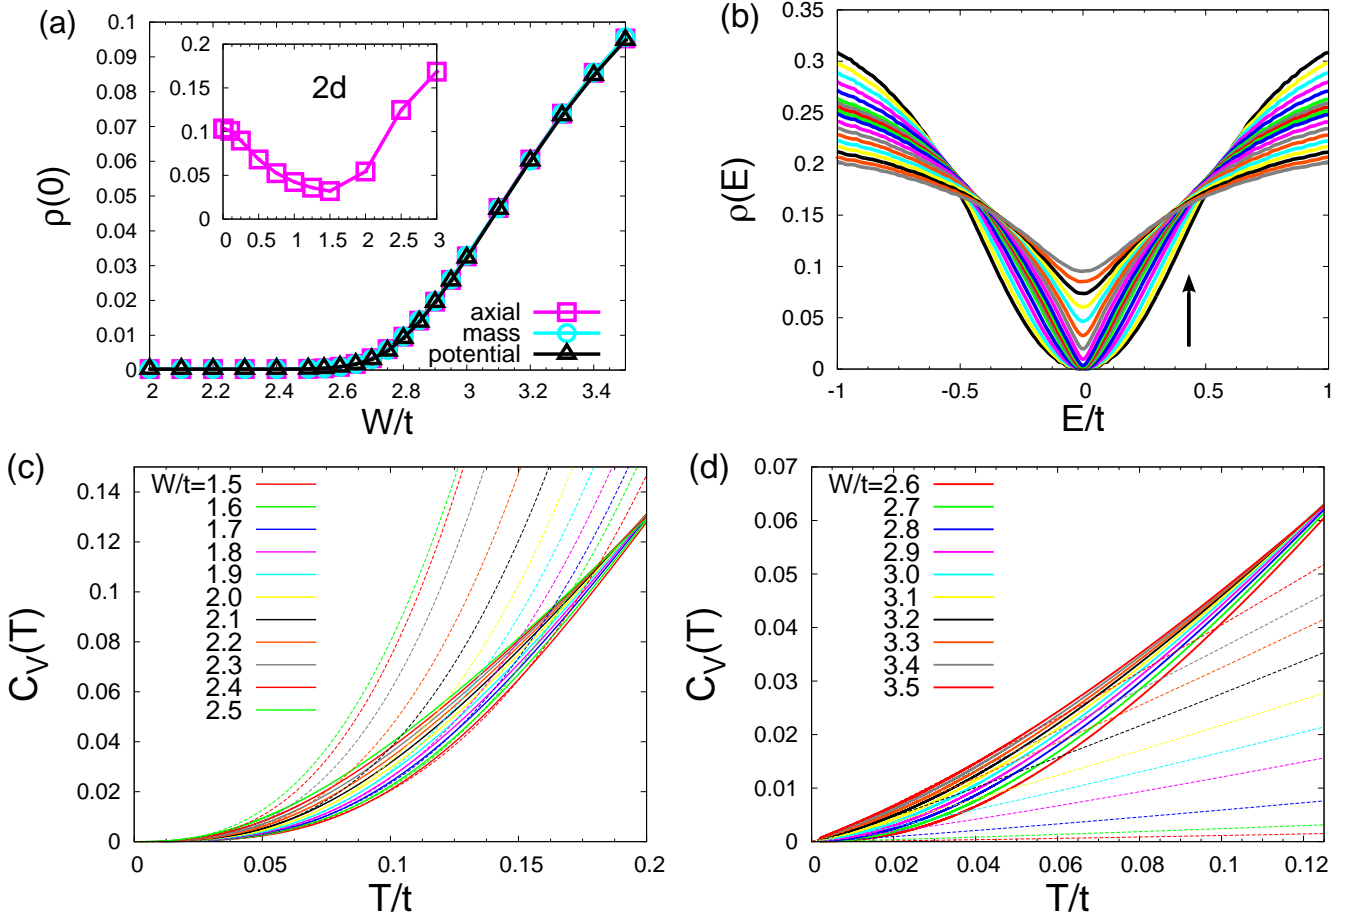 (a)
0.1
0.09
0.08
0.07
0.06
0.05
0.04
0.03
0.02
0.01
0
ρ(0)
2 2.2 2.4 2.6 2.8 3 3.2 3.4
W/t
0.2
0.15
0.1
0.05
0
0 0.5 1 1.5 2 2.5 3
2d
axial
mass
potential
(b)
0.35
0.3
0.25
0.2
0.15
0.1
0.05
0
ρ(E)
-1 -0.5 0 0.5 1
E/t
(c)
0.14
0.12
0.1
0.08
0.06
0.04
0.02
0
C_V(T)
W/t=1.5
1.6
1.7
1.8
1.9
2.0
2.1
2.2
2.3
2.4
2.5
0 0.05 0.1 0.15 0.2
T/t
(d)
0.07
0.06
0.05
0.04
0.03
0.02
0.01
0.00
C_V(T)
W/t=2.6
2.7
2.8
2.9
3.0
3.1
3.2
3.3
3.4
3.5
0 0.02 0.04 0.06 0.08 0.1 0.12
T/t